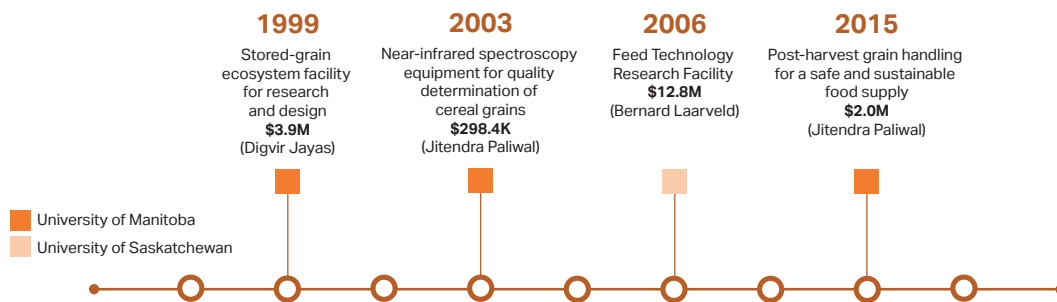 1999
Stored-grain
ecosystem facility
for research
and design
$3.9M
(Digvir Jayas)
2003
Near-infrared spectroscopy
equipment for quality
determination of
cereal grains
$298.4K
(Jitendra Paliwal)
2006
Feed Technology
Research Facility
$12.8M
(Bernard Laarveld)
2015
Post-harvest grain handling
for a safe and sustainable
food supply
$2.0M
(Jitendra Paliwal)
University of Manitoba
University of Saskatchewan